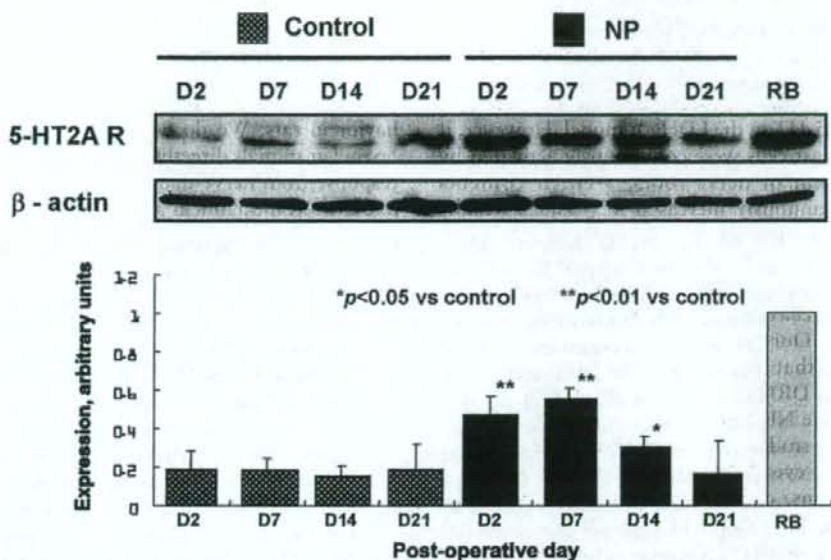 Control NP
D2 D7 D14 D21 D2 D7 D14 D21 RB
5-HT2A R
β - actin
Expression, arbitrary units
1.2
1
0.8
0.6
0.4
0.2
0
*p<0.05 vs control **p<0.01 vs control
** ** *
D2 D7 D14 D21 D2 D7 D14 D21 RB
Post-operative day